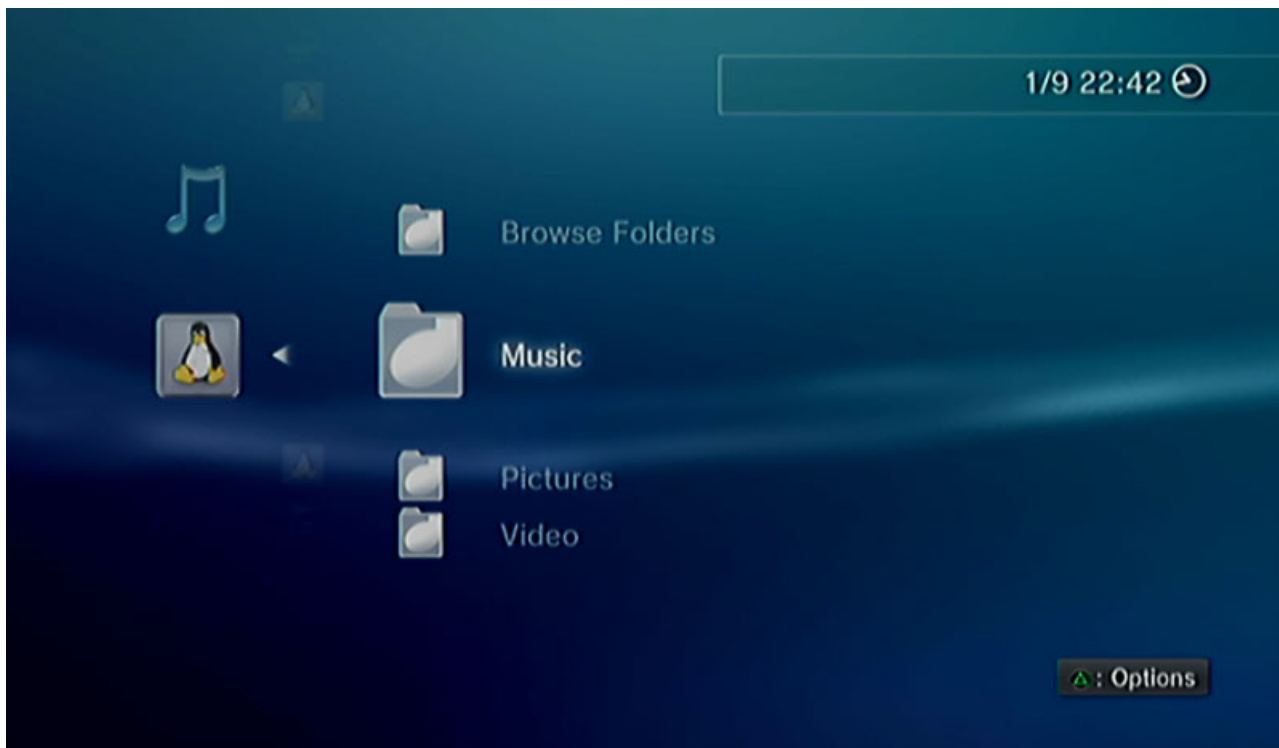 1/9 22:42
Browse Folders
Music
Pictures
Video
: Options